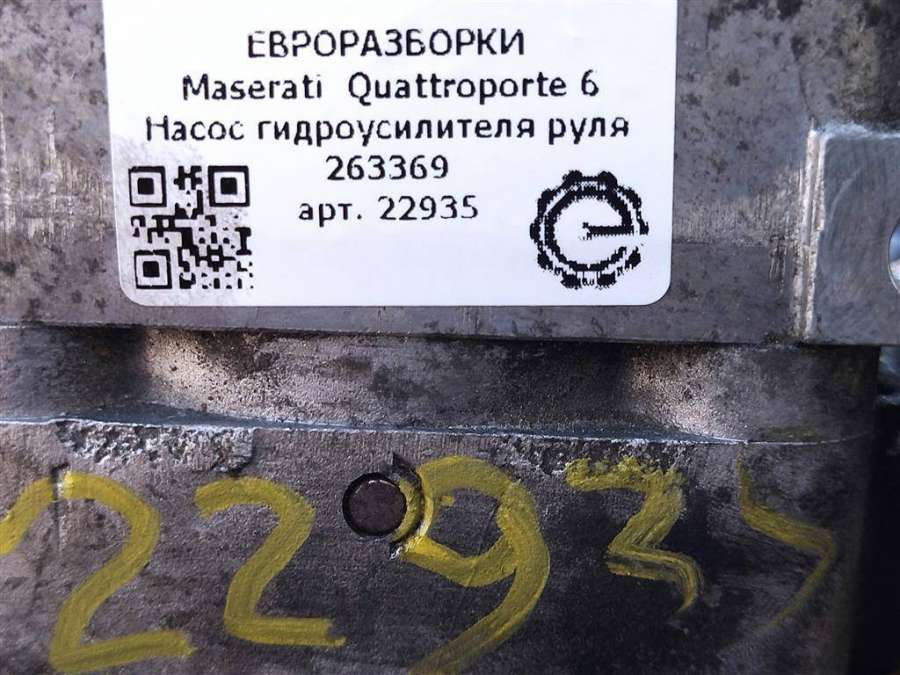 ЕВРОРАЗБОРКИ
Maserati Quattroporte 6
Насос гидроусилителя руля
263369
арт. 22935
22935